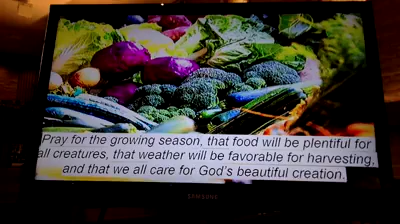 Pray for the growing season, that food will be plentiful for
all creatures, that weather will be favorable for harvesting,
and that we all care for God's beautiful creation.
SAMSUNG